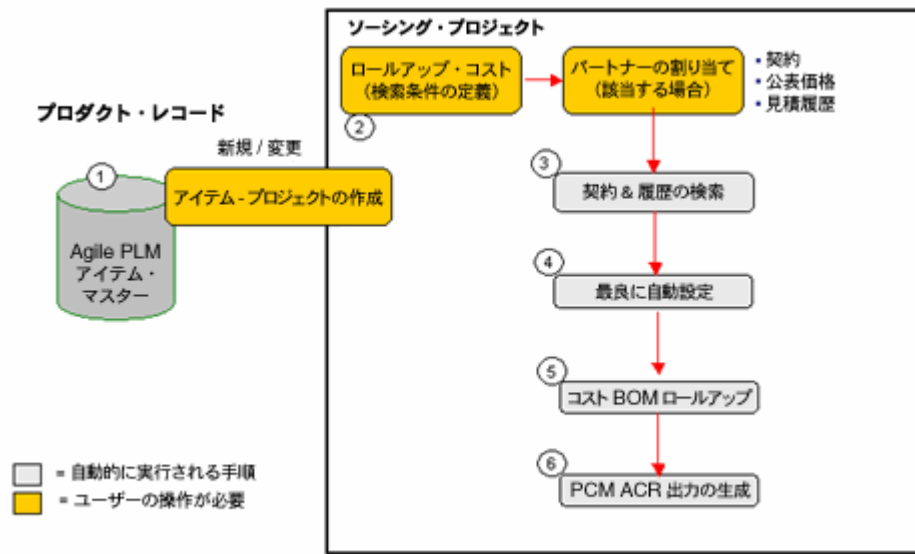 ソーシング・プロジェクト
ロールアップ・コスト
(検索条件の定義)
パートナーの割り当て
(該当する場合)
• 契約
• 公表価格
• 見積履歴
②
プロダクト・レコード
新規 / 変更
①
アイテム - プロジェクトの作成
Agile PLM
アイテム・
マスター
③
契約 & 履歴の検索
④
最良に自動設定
⑤
コスト BOM ロールアップ
⑥
PCM ACR 出力の生成
= 自動的に実行される手順
= ユーザーの操作が必要